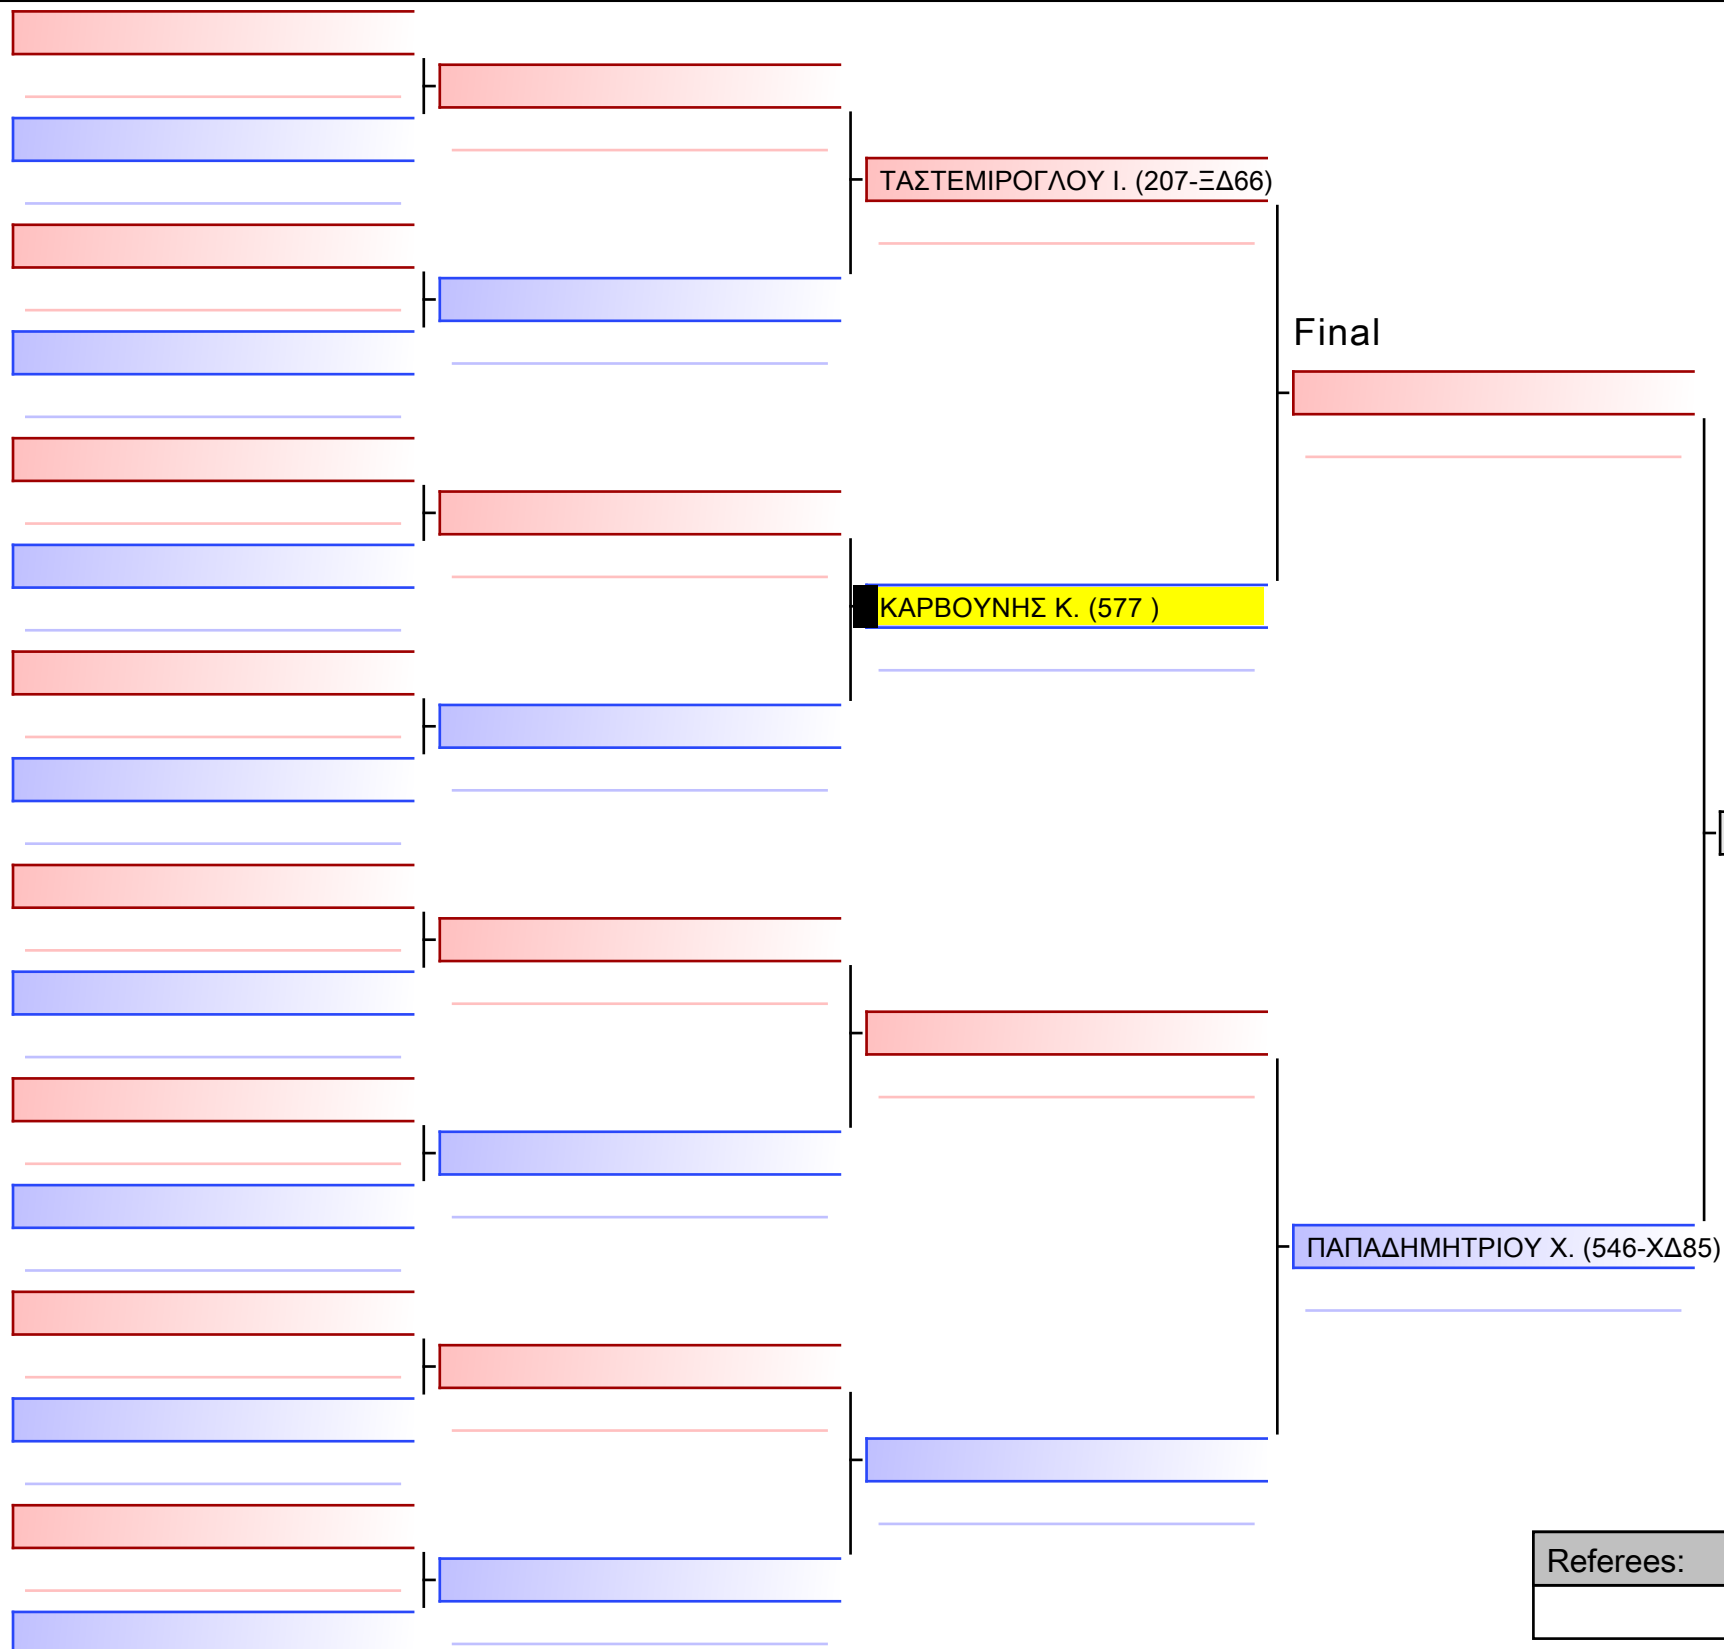 ΤΑΣΤΕΜΙΡΟΓΛΟΥ Ι. (207-ΞΔ66)
Final
ΚΑΡΒΟΥΝΗΣ Κ. (577 )
ΠΑΠΑΔΗΜΗΤΡΙΟΥ Χ. (546-ΧΔ85)
Referees: